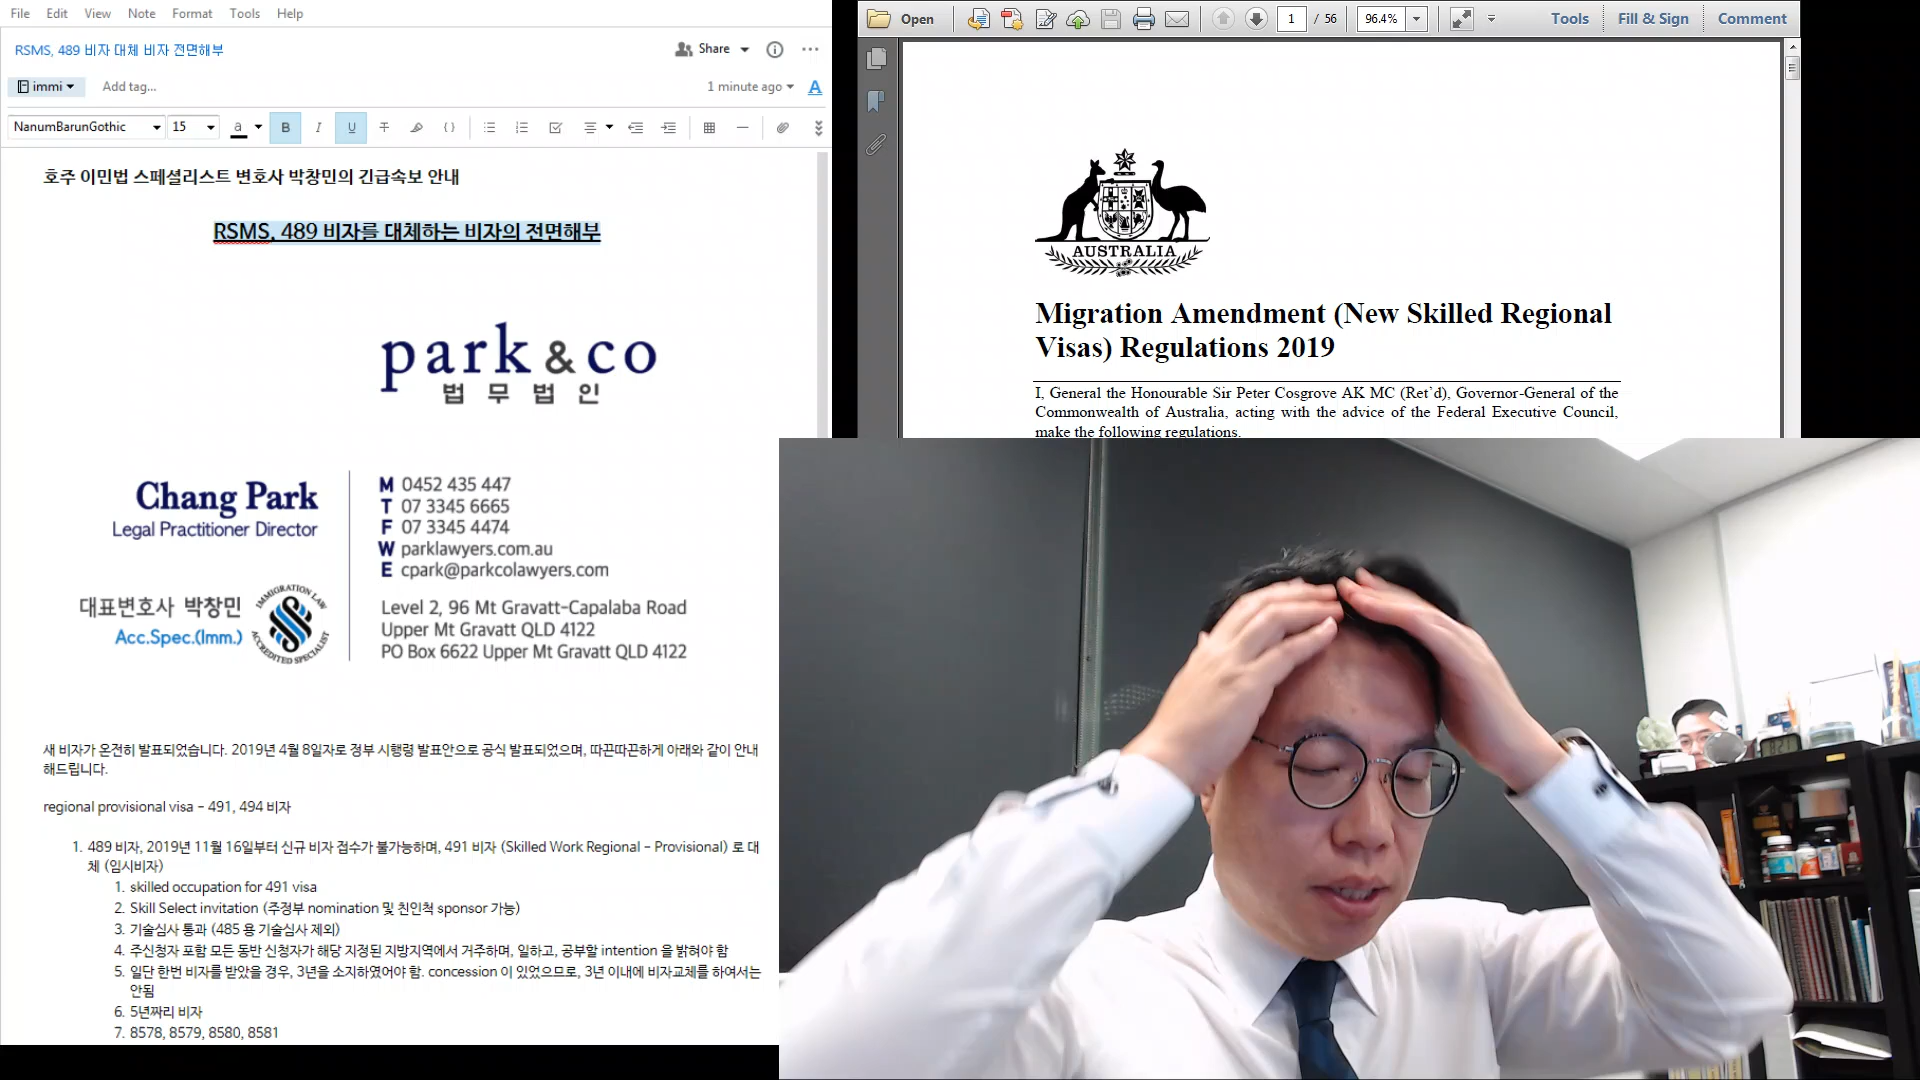 File Edit View Note Format Tools Help
RSMS, 489 비자 대체 비자 전면해부
Share
immi
Add tag...
1 minute ago
A
NanumBarunGothic 15 a B I U T
호주 이민법 스페셜리스트 변호사 박창민의 긴급속보 안내
RSMS, 489 비자를 대체하는 비자의 전면해부
park & co
법무법인
Chang Park
Legal Practitioner Director
대표변호사 박창민
Acc.Spec.(Imm.)
IMMIGRATION LAW
ACCREDITED SPECIALIST
M 0452 435 447
T 07 3345 6665
F 07 3345 4474
W parklawyers.com.au
E cpark@parkcolawyers.com
Level 2, 96 Mt Gravatt-Capalaba Road
Upper Mt Gravatt QLD 4122
PO Box 6622 Upper Mt Gravatt QLD 4122
새 비자가 온전히 발표되었습니다. 2019년 4월 8일자로 정부 시행령 발표안으로 공식 발표되었으며, 따끈따끈하게 아래와 같이 안내
해드립니다.
regional provisional visa - 491, 494 비자
1. 489 비자, 2019년 11월 16일부터 신규 비자 접수가 불가능하며, 491 비자 (Skilled Work Regional - Provisional) 로 대
체 (임시비자)
1. skilled occupation for 491 visa
2. Skill Select invitation (주정부 nomination 및 친인척 sponsor 가능)
3. 기술심사 통과 (485 용 기술심사 제외)
4. 주신청자 포함 모든 동반 신청자가 해당 지정된 지방지역에서 거주하며, 일하고, 공부할 intention 을 밝혀야 함
5. 일단 한번 비자를 받았을 경우, 3년을 소지하였어야 함. concession 이 있었으므로, 3년 이내에 비자교체를 하여서는
안됨
6. 5년짜리 비자
7. 8578, 8579, 8580, 8581
Open 1 / 56 96.4% Tools Fill & Sign Comment
AUSTRALIA
Migration Amendment (New Skilled Regional
Visas) Regulations 2019
I, General the Honourable Sir Peter Cosgrove AK MC (Ret'd), Governor-General of the
Commonwealth of Australia, acting with the advice of the Federal Executive Council,
make the following regulations.